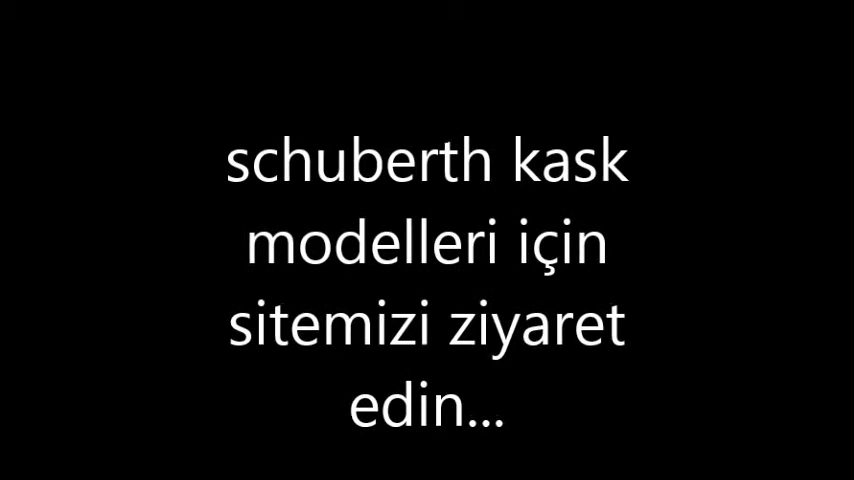 schuberth kask
modelleri için
sitemizi ziyaret
edin...